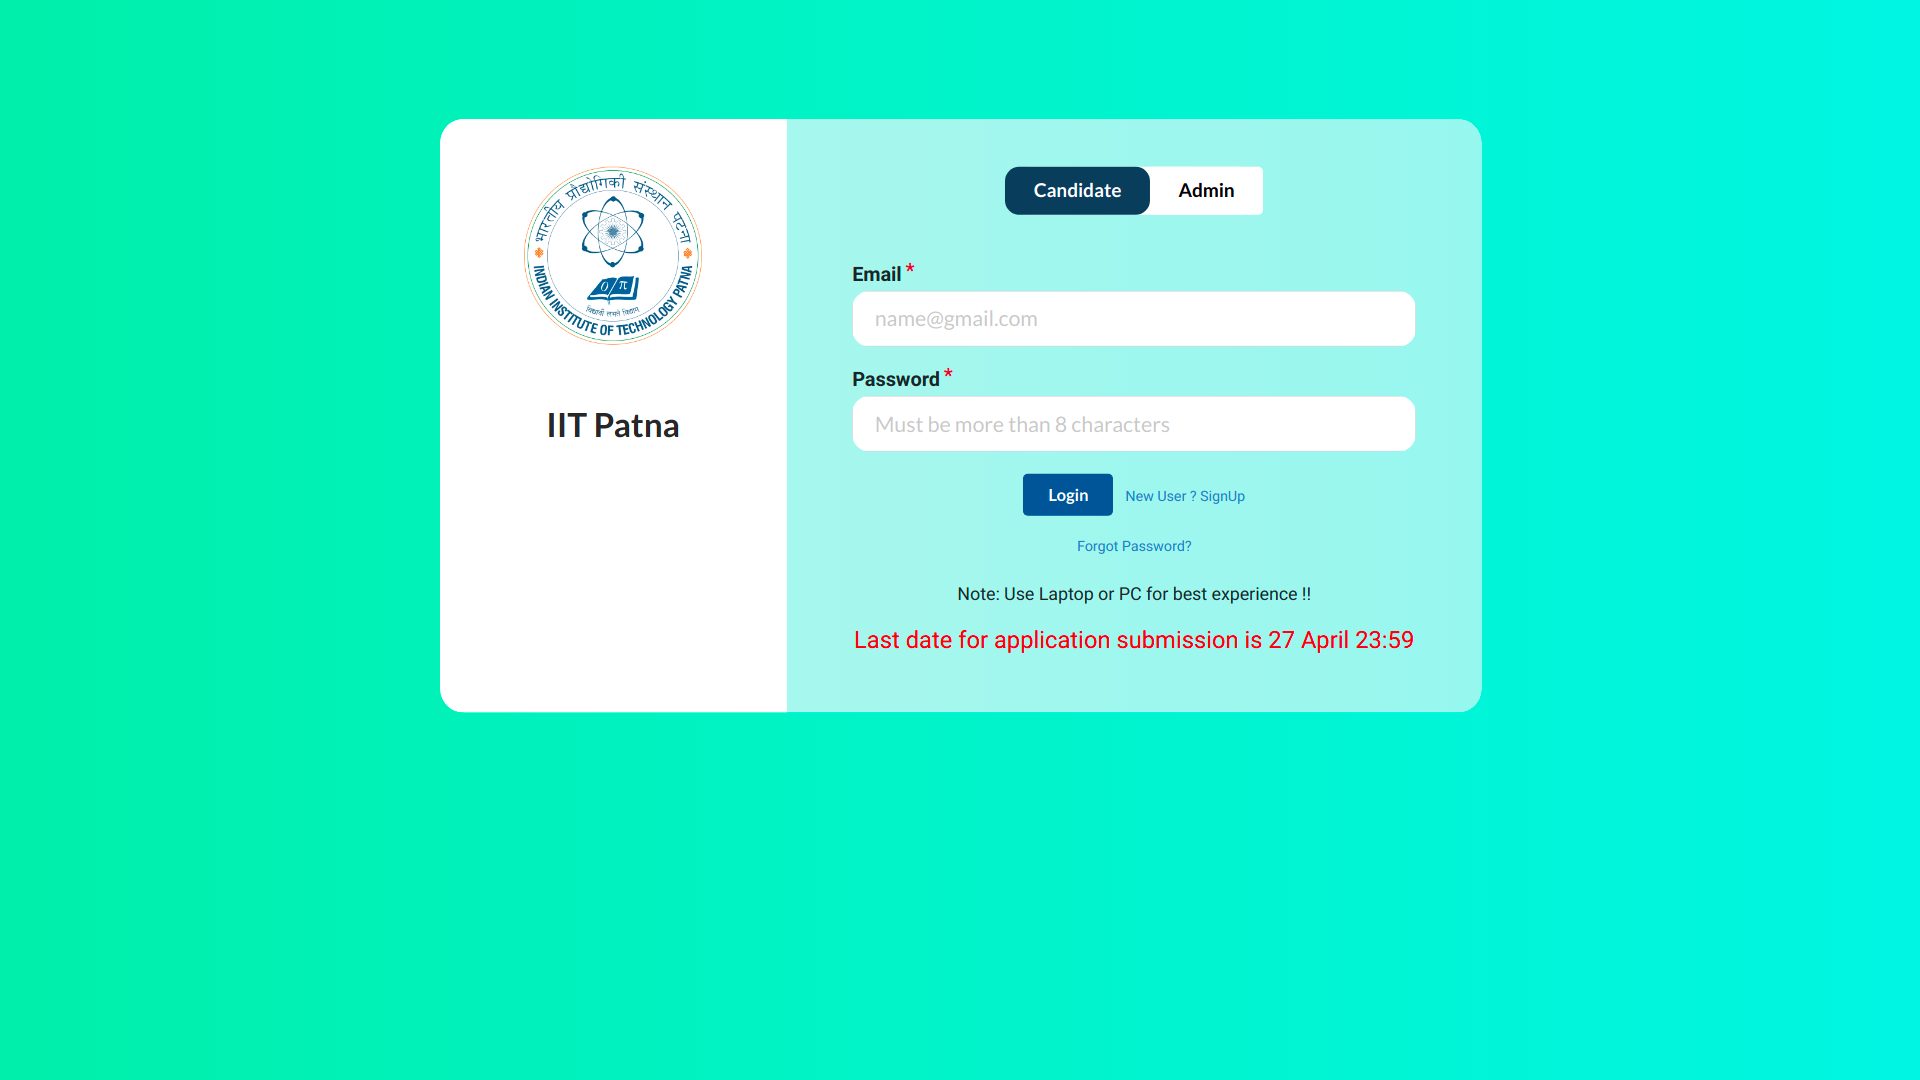 भारतीय प्रौद्योगिकी संस्थान पटना
INDIAN INSTITUTE OF TECHNOLOGY PATNA
0 π
विद्यार्थी लभते विद्याम्
IIT Patna
Candidate Admin
Email *
name@gmail.com
Password *
Must be more than 8 characters
Login New User ? SignUp
Forgot Password?
Note: Use Laptop or PC for best experience !!
Last date for application submission is 27 April 23:59